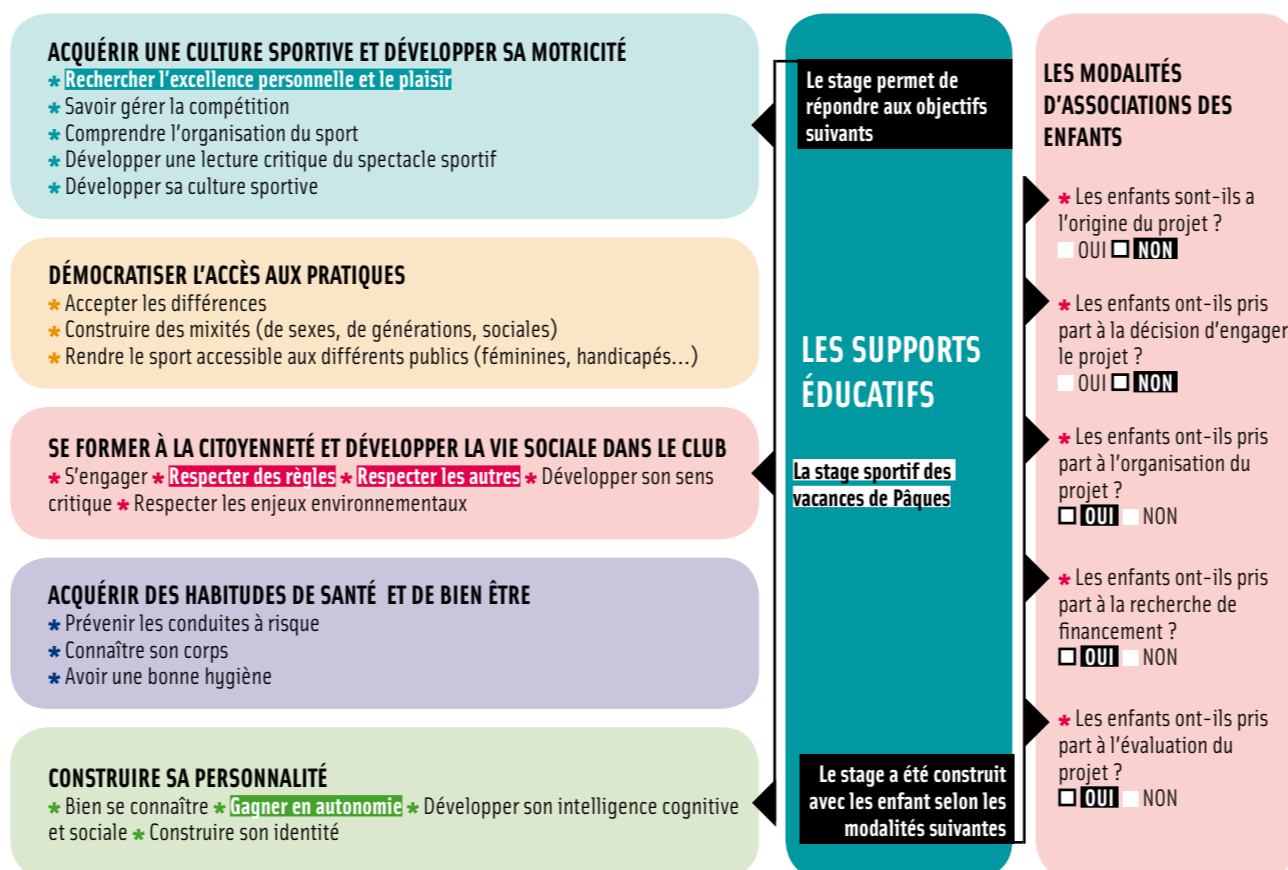 ACQUÉRIR UNE CULTURE SPORTIVE ET DÉVELOPPER SA MOTRICITÉ
* Rechercher l'excellence personnelle et le plaisir
* Savoir gérer la compétition
* Comprendre l'organisation du sport
* Développer une lecture critique du spectacle sportif
* Développer sa culture sportive
DÉMOCRATISER L'ACCÈS AUX PRATIQUES
* Accepter les différences
* Construire des mixités (de sexes, de générations, sociales)
* Rendre le sport accessible aux différents publics (féminines, handicapés...)
SE FORMER À LA CITOYENNETÉ ET DÉVELOPPER LA VIE SOCIALE DANS LE CLUB
* S'engager * Respecter des règles * Respecter les autres * Développer son sens
critique * Respecter les enjeux environnementaux
ACQUÉRIR DES HABITUDES DE SANTÉ ET DE BIEN ÊTRE
* Prévenir les conduites à risque
* Connaître son corps
* Avoir une bonne hygiène
CONSTRUIRE SA PERSONNALITÉ
* Bien se connaître * Gagner en autonomie * Développer son intelligence cognitive
et sociale * Construire son identité
Le stage permet de
répondre aux objectifs
suivants
LES SUPPORTS
ÉDUCATIFS
La stage sportif des
vacances de Pâques
Le stage a été construit
avec les enfant selon les
modalités suivantes
LES MODALITÉS
D'ASSOCIATIONS DES
ENFANTS
* Les enfants sont-ils a
l'origine du projet ?
OUI NON
* Les enfants ont-ils pris
part à la décision d'engager
le projet ?
OUI NON
* Les enfants ont-ils pris
part à l'organisation du
projet ?
OUI NON
* Les enfants ont-ils pris
part à la recherche de
financement ?
OUI NON
* Les enfants ont-ils pris
part à l'évaluation du
projet ?
OUI NON